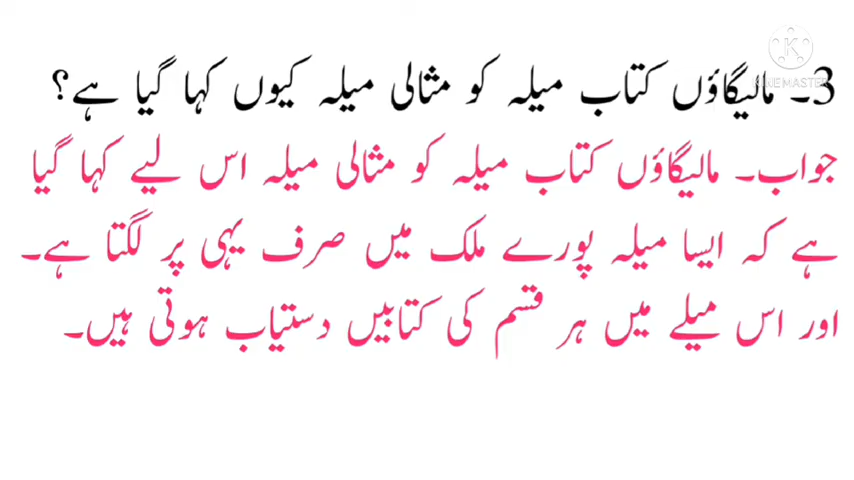 3۔ مالیگاؤں کتاب میلہ کو مثالی میلہ کیوں کہا گیا ہے؟
جواب۔ مالیگاؤں کتاب میلہ کو مثالی میلہ اس لیے کہا گیا
ہے کہ ایسا میلہ پورے ملک میں صرف یہی پر لگتا ہے۔
اور اس میلے میں ہر قسم کی کتابیں دستیاب ہوتی ہیں۔
K
KINEMASTER